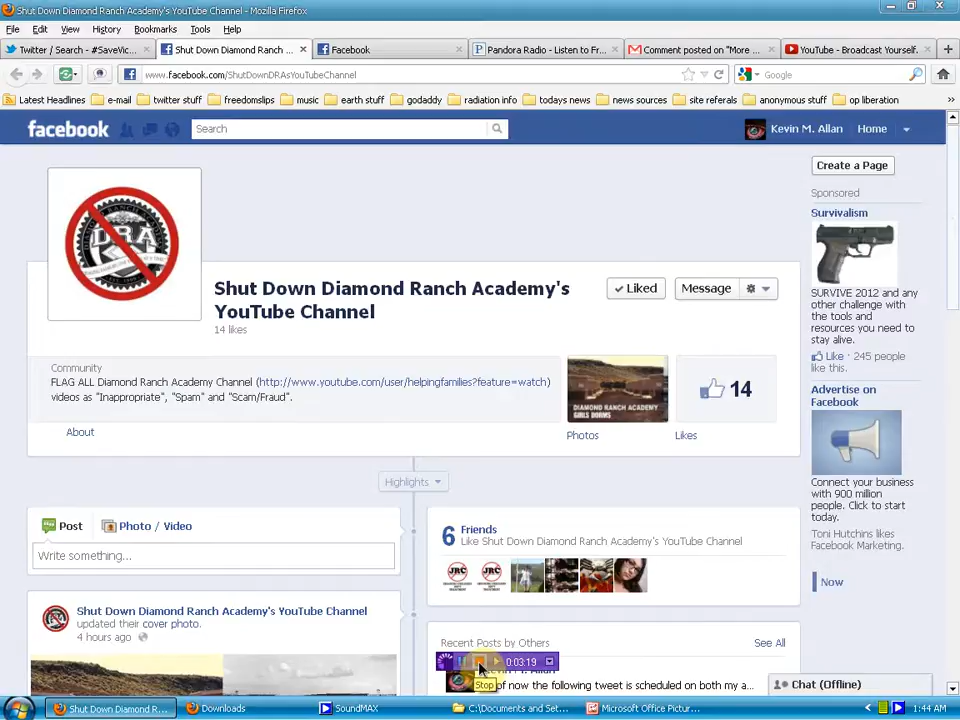 Shut Down Diamond Ranch Academy's YouTube Channel - Mozilla Firefox
File Edit View History Bookmarks Tools Help
Twitter / Search - #SaveVic...
Shut Down Diamond Ranch ...
Facebook
Pandora Radio - Listen to Fr...
Comment posted on "More ...
YouTube - Broadcast Yourself.
www.facebook.com/ShutDownDRAsYouTubeChannel
Google
Latest Headlines e-mail twitter stuff freedomslips music earth stuff godaddy radiation info todays news news sources site referals anonymous stuff op liberation
facebook
Search
Kevin M. Allan Home
Create a Page
Sponsored
Survivalism
SURVIVE 2012 and any
other challenge with
the tools and
resources you need to
stay alive.
Like · 245 people
like this.
Advertise on
Facebook
Connect your business
with 900 million
people. Click to start
today.
Toni Hutchins likes
Facebook Marketing.
Now
DRA
Shut Down Diamond Ranch Academy's
YouTube Channel
14 likes
Liked
Message
Community
FLAG ALL Diamond Ranch Academy Channel (http://www.youtube.com/user/helpingfamilies?feature=watch)
videos as "Inappropriate", "Spam" and "Scam/Fraud".
About
DIAMOND RANCH ACADEMY
GIRLS DORMS
Photos
14
Likes
Highlights
Post Photo / Video
Write something...
6 Friends
Like Shut Down Diamond Ranch Academy's YouTube Channel
JRC
JRC
Shut Down Diamond Ranch Academy's YouTube Channel
updated their cover photo.
4 hours ago
Recent Posts by Others See All
0:03:19
Stop
of now the following tweet is scheduled on both my a...
Chat (Offline)
Shut Down Diamond R...
Downloads
SoundMAX
C:\Documents and Set...
Microsoft Office Pictur...
1:44 AM